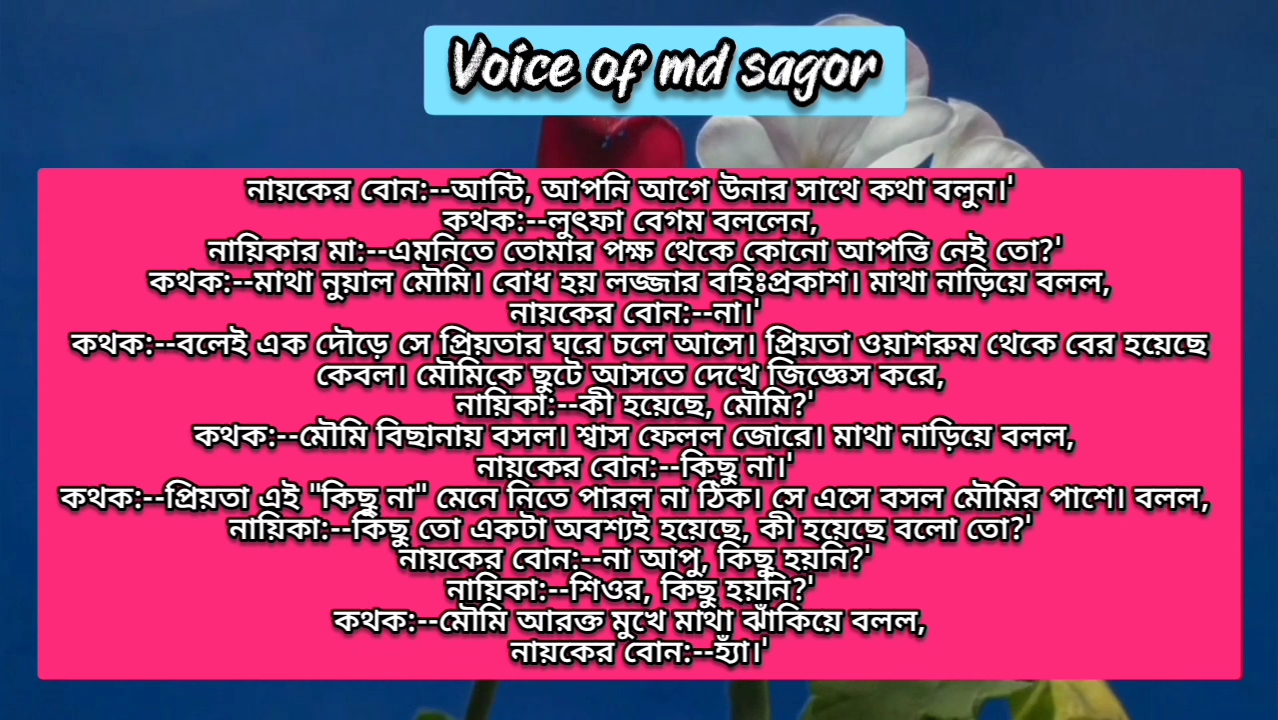 Voice of md sagor
নায়কের বোন:--আন্টি, আপনি আগে উনার সাথে কথা বলুন।'
কথক:--লুৎফা বেগম বললেন,
নায়িকার মা:--এমনিতে তোমার পক্ষ থেকে কোনো আপত্তি নেই তো?'
কথক:--মাথা নুয়াল মৌমি। বোধ হয় লজ্জার বহিঃপ্রকাশ। মাথা নাড়িয়ে বলল,
নায়কের বোন:--না।'
কথক:--বলেই এক দৌড়ে সে প্রিয়তার ঘরে চলে আসে। প্রিয়তা ওয়াশরুম থেকে বের হয়েছে
কেবল। মৌমিকে ছুটে আসতে দেখে জিজ্ঞেস করে,
নায়িকা:--কী হয়েছে, মৌমি?'
কথক:--মৌমি বিছানায় বসল। শ্বাস ফেলল জোরে। মাথা নাড়িয়ে বলল,
নায়কের বোন:--কিছু না।'
কথক:--প্রিয়তা এই "কিছু না" মেনে নিতে পারল না ঠিক। সে এসে বসল মৌমির পাশে। বলল,
নায়িকা:--কিছু তো একটা অবশ্যই হয়েছে, কী হয়েছে বলো তো?'
নায়কের বোন:--না আপু, কিছু হয়নি?'
নায়িকা:--শিওর, কিছু হয়নি?'
কথক:--মৌমি আরক্ত মুখে মাথা ঝাঁকিয়ে বলল,
নায়কের বোন:--হ্যাঁ।'